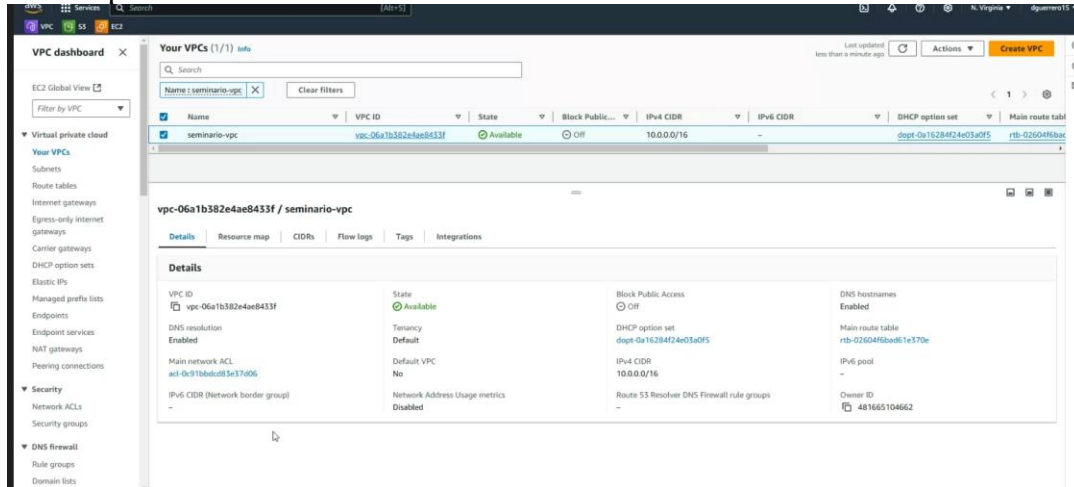 aws Services Search [Alt+S] N. Virginia dguerrero15
VPC S3 EC2
VPC dashboard
EC2 Global View
Filter by VPC
Virtual private cloud
Your VPCs
Subnets
Route tables
Internet gateways
Egress-only internet
gateways
Carrier gateways
DHCP option sets
Elastic IPs
Managed prefix lists
Endpoints
Endpoint services
NAT gateways
Peering connections
Security
Network ACLs
Security groups
DNS firewall
Rule groups
Domain lists
Your VPCs (1/1) Info
Last updated
less than a minute ago
Actions
Create VPC
Search
Name : seminario-vpc
Clear filters
1
Name VPC ID State Block Public... IPv4 CIDR IPv6 CIDR DHCP option set Main route tabl
seminario-vpc vpc-06a1b382e4ae8433f Available Off 10.0.0.0/16 – dopt-0a16284f24e03a0f5 rtb-02604f6bad
vpc-06a1b382e4ae8433f / seminario-vpc
Details Resource map CIDRs Flow logs Tags Integrations
Details
VPC ID State Block Public Access DNS hostnames
vpc-06a1b382e4ae8433f Available Off Enabled
DNS resolution Tenancy DHCP option set Main route table
Enabled Default dopt-0a16284f24e03a0f5 rtb-02604f6bad61e370e
Main network ACL Default VPC IPv4 CIDR IPv6 pool
acl-0c91bbdcd83e37d06 No 10.0.0.0/16 –
IPv6 CIDR (Network border group) Network Address Usage metrics Route 53 Resolver DNS Firewall rule groups Owner ID
– Disabled – 481665104662